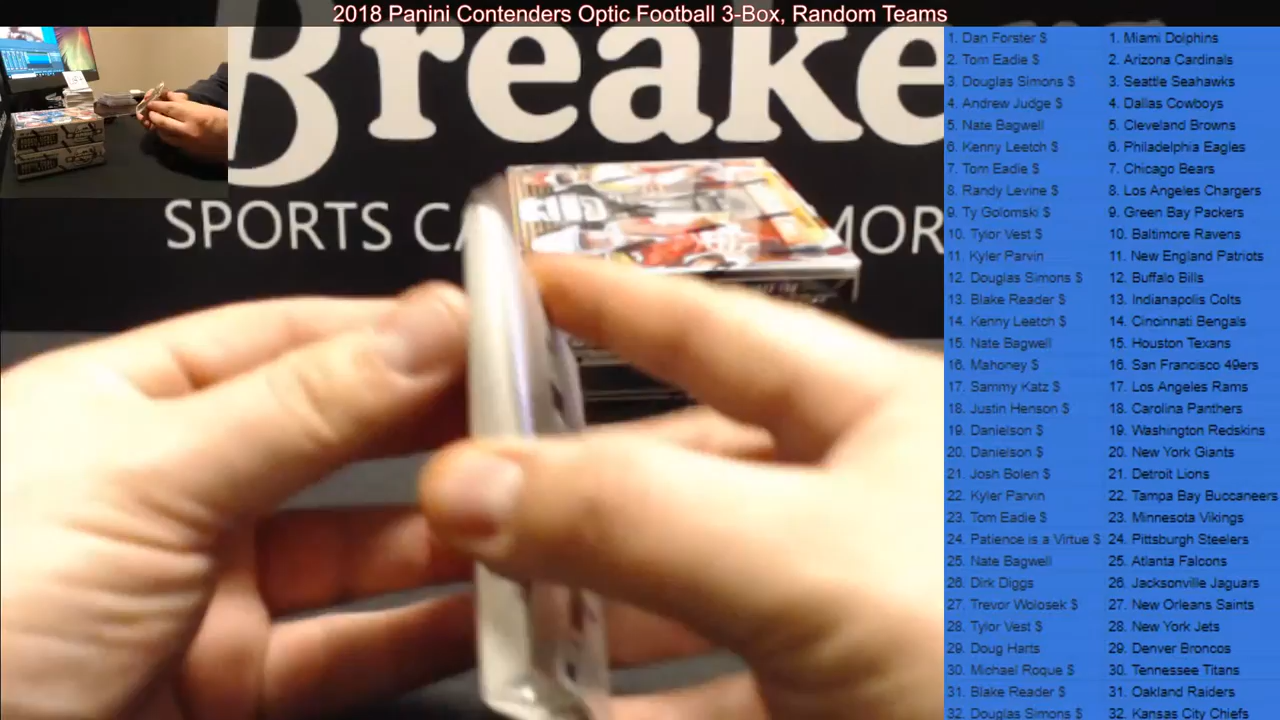 2018 Panini Contenders Optic Football 3-Box, Random Teams
Breake
SPORTS CA MOR
1. Dan Forster $ 1. Miami Dolphins
2. Tom Eadie $ 2. Arizona Cardinals
3. Douglas Simons $ 3. Seattle Seahawks
4. Andrew Judge $ 4. Dallas Cowboys
5. Nate Bagwell 5. Cleveland Browns
6. Kenny Leetch $ 6. Philadelphia Eagles
7. Tom Eadie $ 7. Chicago Bears
8. Randy Levine $ 8. Los Angeles Chargers
9. Ty Golomski $ 9. Green Bay Packers
10. Tylor Vest $ 10. Baltimore Ravens
11. Kyler Parvin 11. New England Patriots
12. Douglas Simons $ 12. Buffalo Bills
13. Blake Reader $ 13. Indianapolis Colts
14. Kenny Leetch $ 14. Cincinnati Bengals
15. Nate Bagwell 15. Houston Texans
16. Mahoney $ 16. San Francisco 49ers
17. Sammy Katz $ 17. Los Angeles Rams
18. Justin Henson $ 18. Carolina Panthers
19. Danielson $ 19. Washington Redskins
20. Danielson $ 20. New York Giants
21. Josh Bolen $ 21. Detroit Lions
22. Kyler Parvin 22. Tampa Bay Buccaneers
23. Tom Eadie $ 23. Minnesota Vikings
24. Patience is a Virtue $ 24. Pittsburgh Steelers
25. Nate Bagwell 25. Atlanta Falcons
26. Dirk Diggs 26. Jacksonville Jaguars
27. Trevor Wolosek $ 27. New Orleans Saints
28. Tylor Vest $ 28. New York Jets
29. Doug Harts 29. Denver Broncos
30. Michael Roque $ 30. Tennessee Titans
31. Blake Reader $ 31. Oakland Raiders
32. Douglas Simons $ 32. Kansas City Chiefs